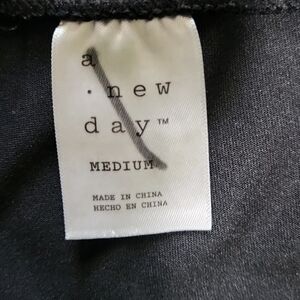 a
· new
day™
MEDIUM
MADE IN CHINA
HECHO EN CHINA